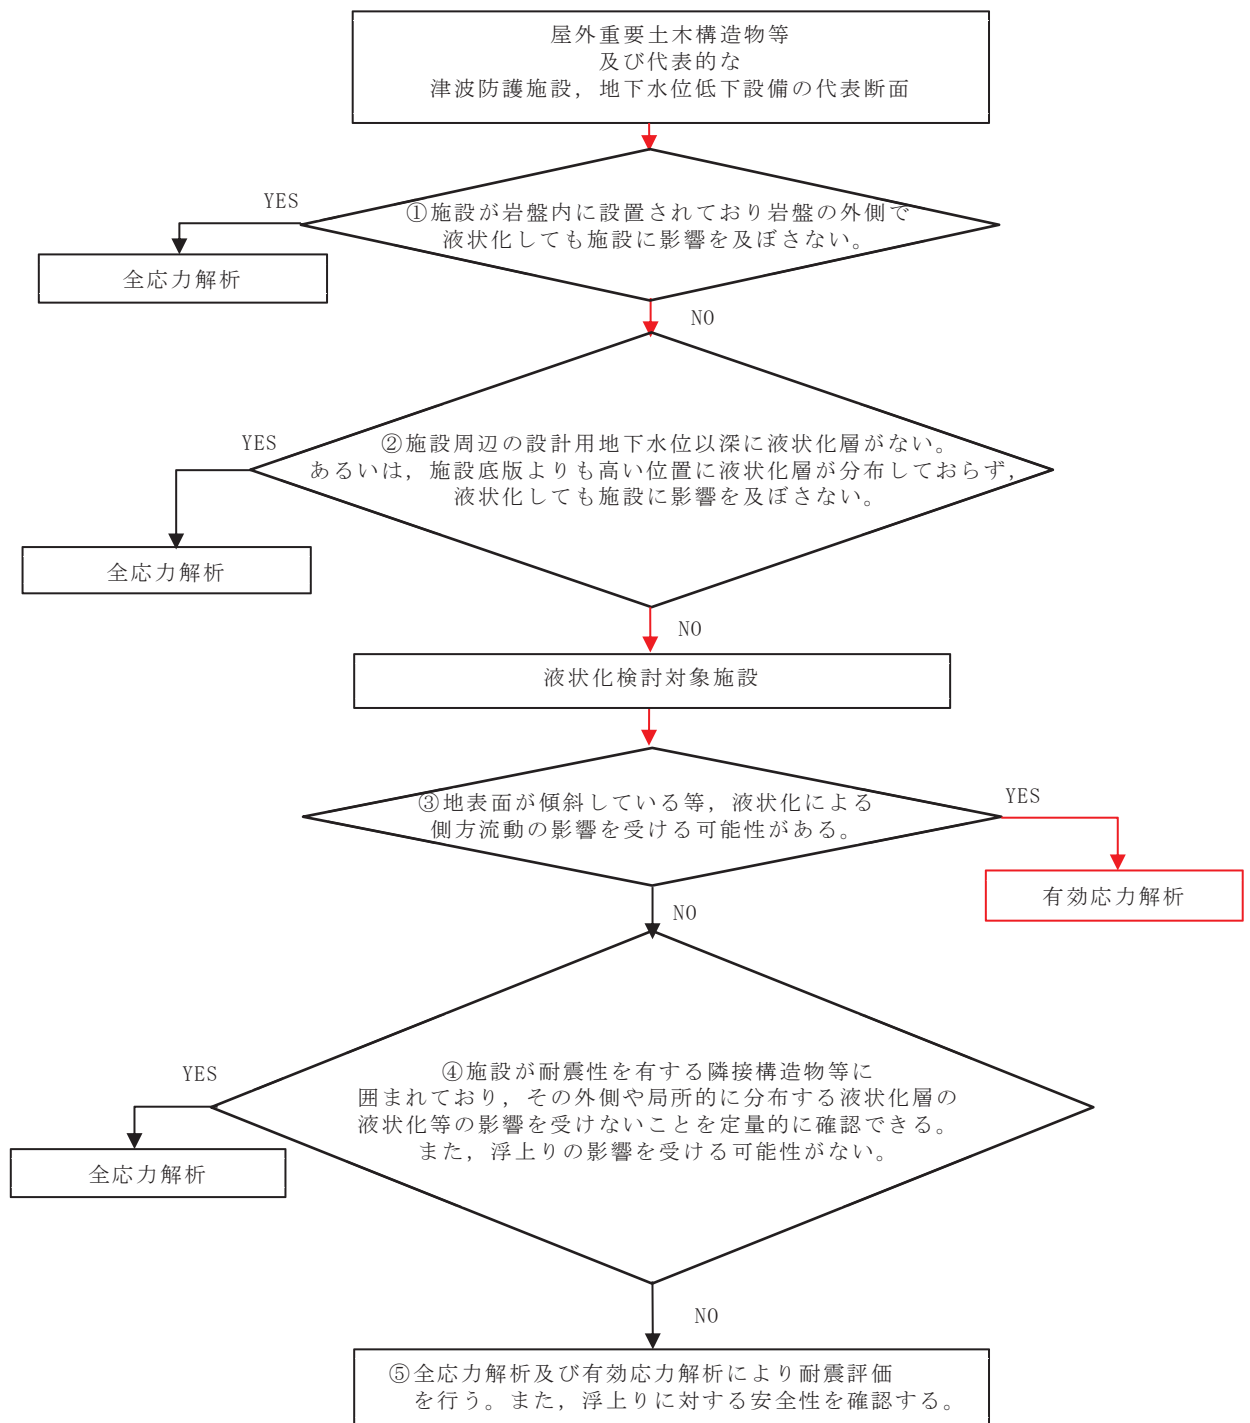 屋外重要土木構造物等
及び代表的な
津波防護施設，地下水位低下設備の代表断面
YES
①施設が岩盤内に設置されており岩盤の外側で
液状化しても施設に影響を及ぼさない。
全応力解析
NO
YES
②施設周辺の設計用地下水位以深に液状化層がない。
あるいは，施設底版よりも高い位置に液状化層が分布しておらず，
液状化しても施設に影響を及ぼさない。
全応力解析
NO
液状化検討対象施設
③地表面が傾斜している等，液状化による
側方流動の影響を受ける可能性がある。
YES
有効応力解析
NO
YES
④施設が耐震性を有する隣接構造物等に
囲まれており，その外側や局所的に分布する液状化層の
液状化等の影響を受けないことを定量的に確認できる。
また，浮上りの影響を受ける可能性がない。
全応力解析
NO
⑤全応力解析及び有効応力解析により耐震評価
を行う。また，浮上りに対する安全性を確認する。